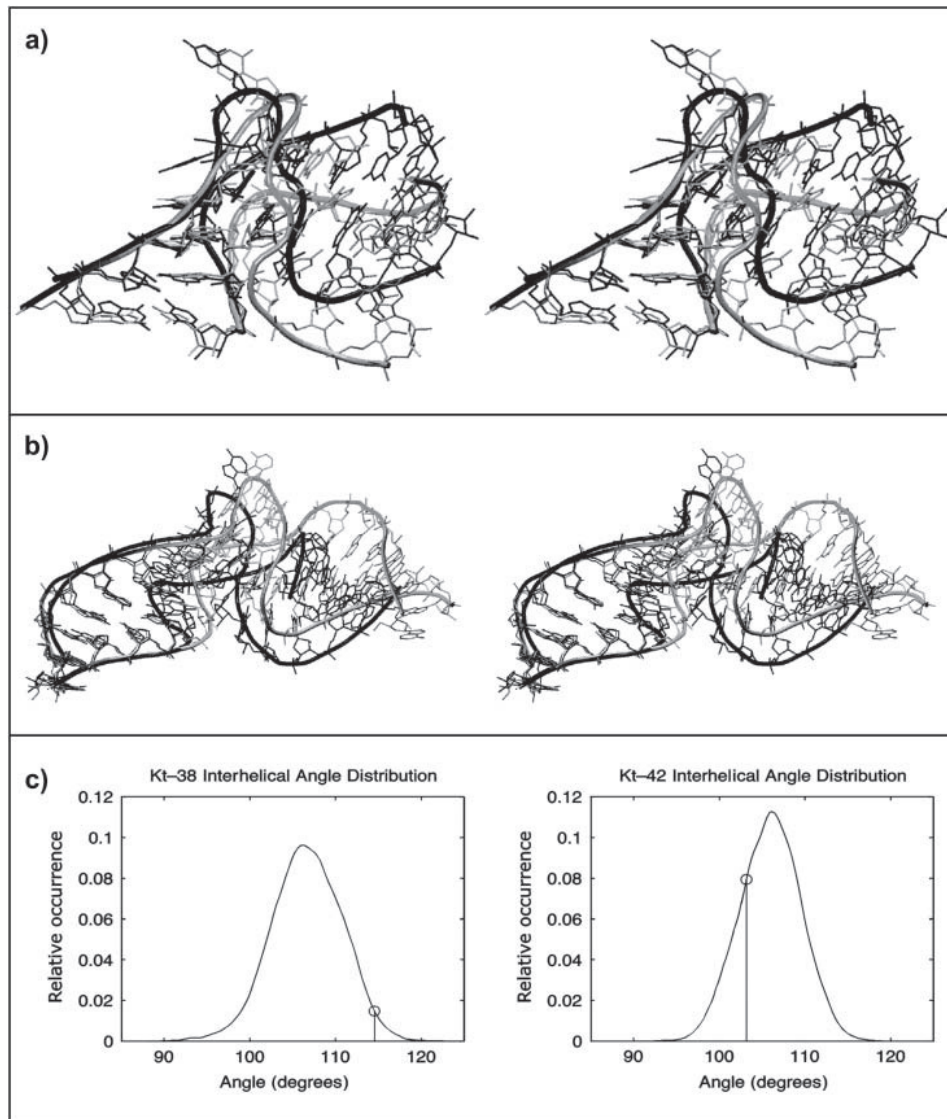 a)
b)
c)
Kt–38 Interhelical Angle Distribution
0.12
0.1
0.08
0.06
0.04
0.02
0
Relative occurrence
90
100
110
120
Angle (degrees)
Kt–42 Interhelical Angle Distribution
0.12
0.1
0.08
0.06
0.04
0.02
0
Relative occurrence
90
100
110
120
Angle (degrees)